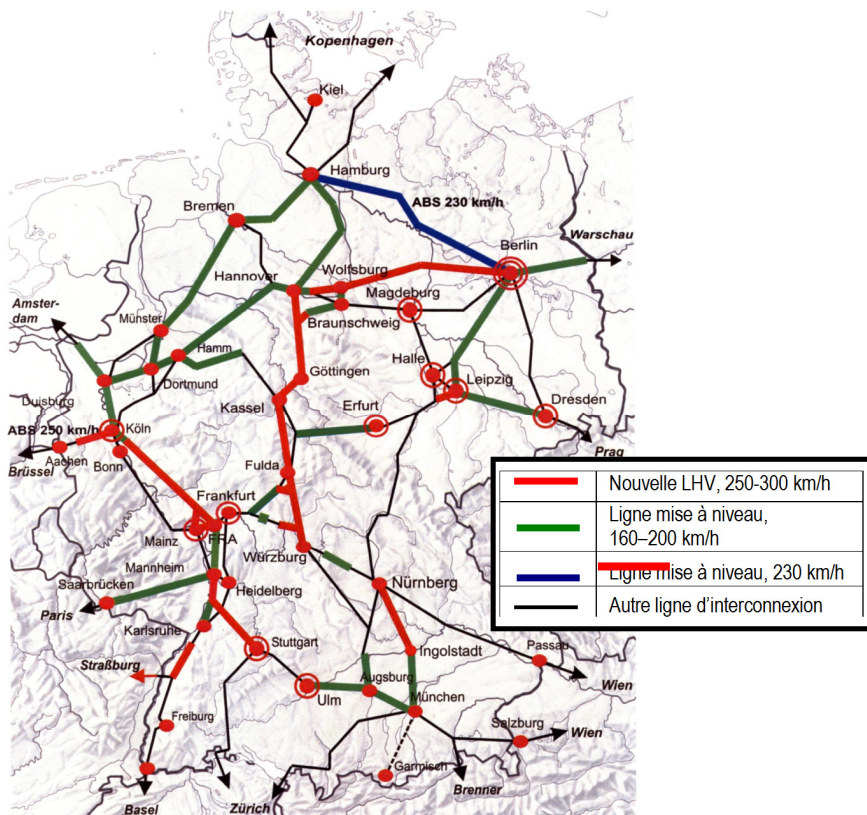 Kopenhagen
Kiel
Hamburg
ABS 230 km/h
Bremen
Berlin
Warschau
Hannover
Wolfsburg
Magdeburg
Amster-
dam
Münster
Braunschweig
Hamm
Halle
Göttingen
Leipzig
Dortmund
Duisburg
Kassel
Erfurt
Dresden
ABS 250 km/h
Köln
Prag
Aachen
Brüssel
Bonn
Fulda
Frankfurt
Nouvelle LHV, 250-300 km/h
Ligne mise à niveau,
160–200 km/h
Ligne mise à niveau, 230 km/h
Autre ligne d’interconnexion
Mainz
FRA
Würzburg
Mannheim
Nürnberg
Saarbrücken
Heidelberg
Paris
Karlsruhe
Stuttgart
Ingolstadt
Passau
Straßburg
Augsburg
Wien
Ulm
München
Freiburg
Salzburg
Wien
Garmisch
Basel
Zürich
Brenner